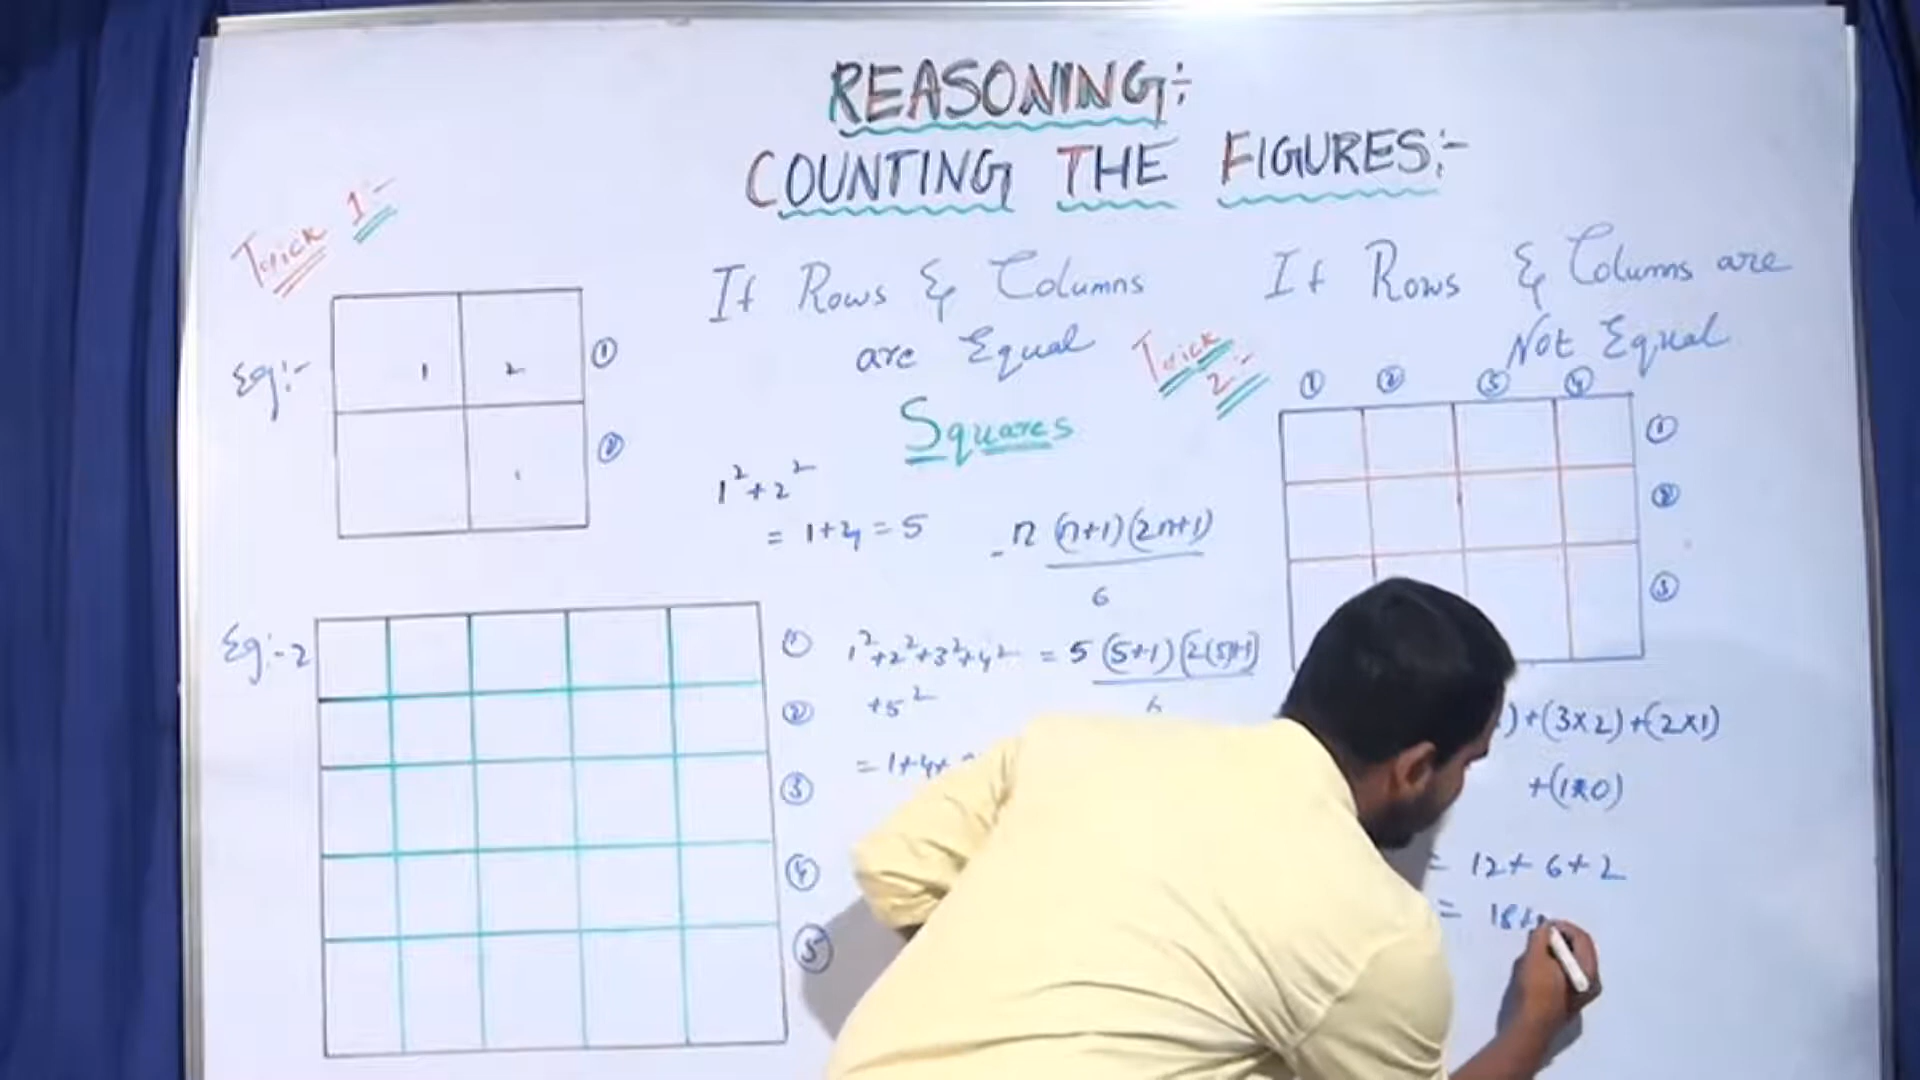 REASONING:-
COUNTING THE FIGURES:-
Trick 1:-
If Rows & Columns
are Equal
If Rows & Columns are
Not Equal
Trick
2:-
Eg:-
1 2
1
①
②
Squares
1²+2²
= 1+4 = 5
n (n+1)(2n+1)
6
① ② ③ ④
①
②
③
Eg:-2
①
②
③
④
⑤
1²+2²+3²+4² = 5 (5+1) (2(5)+1)
+5²
6
= 1+4+
)+(3×2)+(2×1)
+(1×0)
= 12+ 6+ 2
= 18+